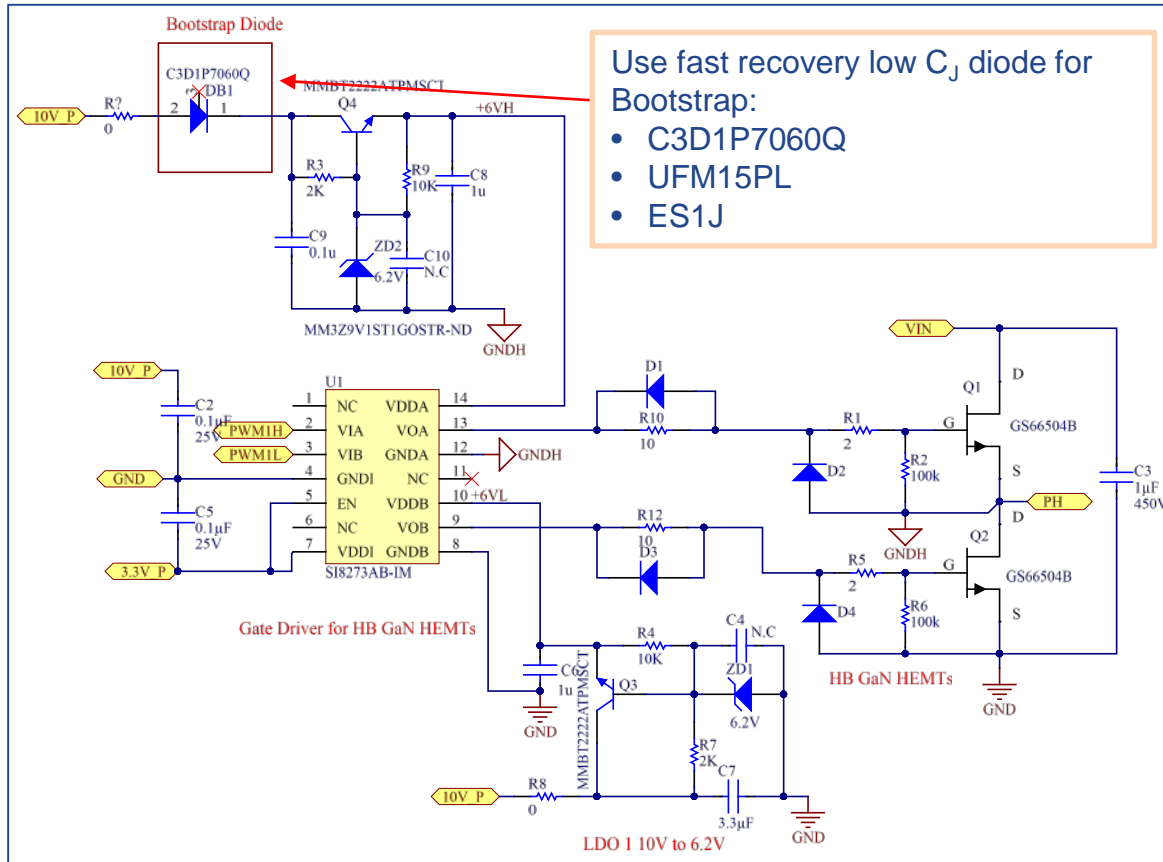 Bootstrap Diode
Use fast recovery low CJ diode for
Bootstrap:
• C3D1P7060Q
• UFM15PL
• ES1J
C3D1P7060Q
3
DB1
2
1
10V_P
R?
0
MMBT2222ATPMSCT
Q4
+6VH
R3
2K
R9
10K
C8
1u
C9
0.1u
ZD2
6.2V
C10
N.C
MM3Z9V1ST1GOSTR-ND
GNDH
10V_P
C2
0.1µF
25V
PWM1H
PWM1L
GND
C5
0.1µF
25V
3.3V_P
U1
1 NC VDDA 14
2 VIA VOA 13
3 VIB GNDA 12
4 GNDI NC 11
5 EN VDDB 10
6 NC VOB 9
7 VDDI GNDB 8
SI8273AB-IM
GNDH
+6VL
Gate Driver for HB GaN HEMTs
D1
R10
10
D2
R1
2
R2
100k
GNDH
VIN
Q1
D
G
GS66504B
S
C3
1µF
450V
PH
R12
10
D3
D4
R5
2
R6
100k
Q2
D
G
GS66504B
S
GND
HB GaN HEMTs
C6
1u
GND
MMBT2222ATPMSCT
Q3
R4
10K
C4
N.C
ZD1
6.2V
R7
2K
C7
3.3µF
10V_P
R8
0
GND
LDO 1 10V to 6.2V